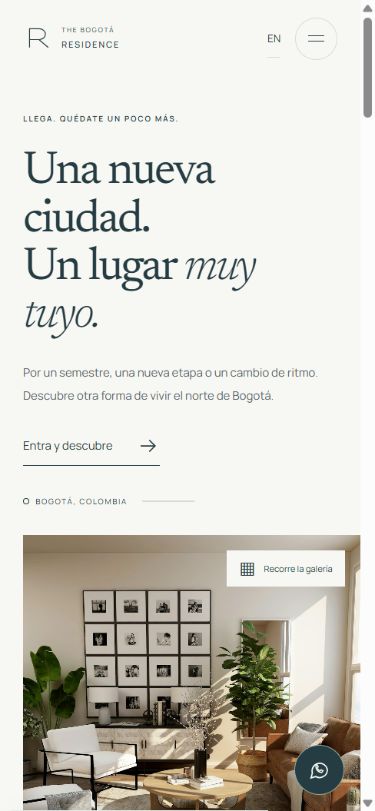 THE BOGOTÁ
RESIDENCE
EN
LLEGA. QUÉDATE UN POCO MÁS.
Una nueva
ciudad.
Un lugar muy
tuyo.
Por un semestre, una nueva etapa o un cambio de ritmo.
Descubre otra forma de vivir el norte de Bogotá.
Entra y descubre
BOGOTÁ, COLOMBIA
Recorre la galería